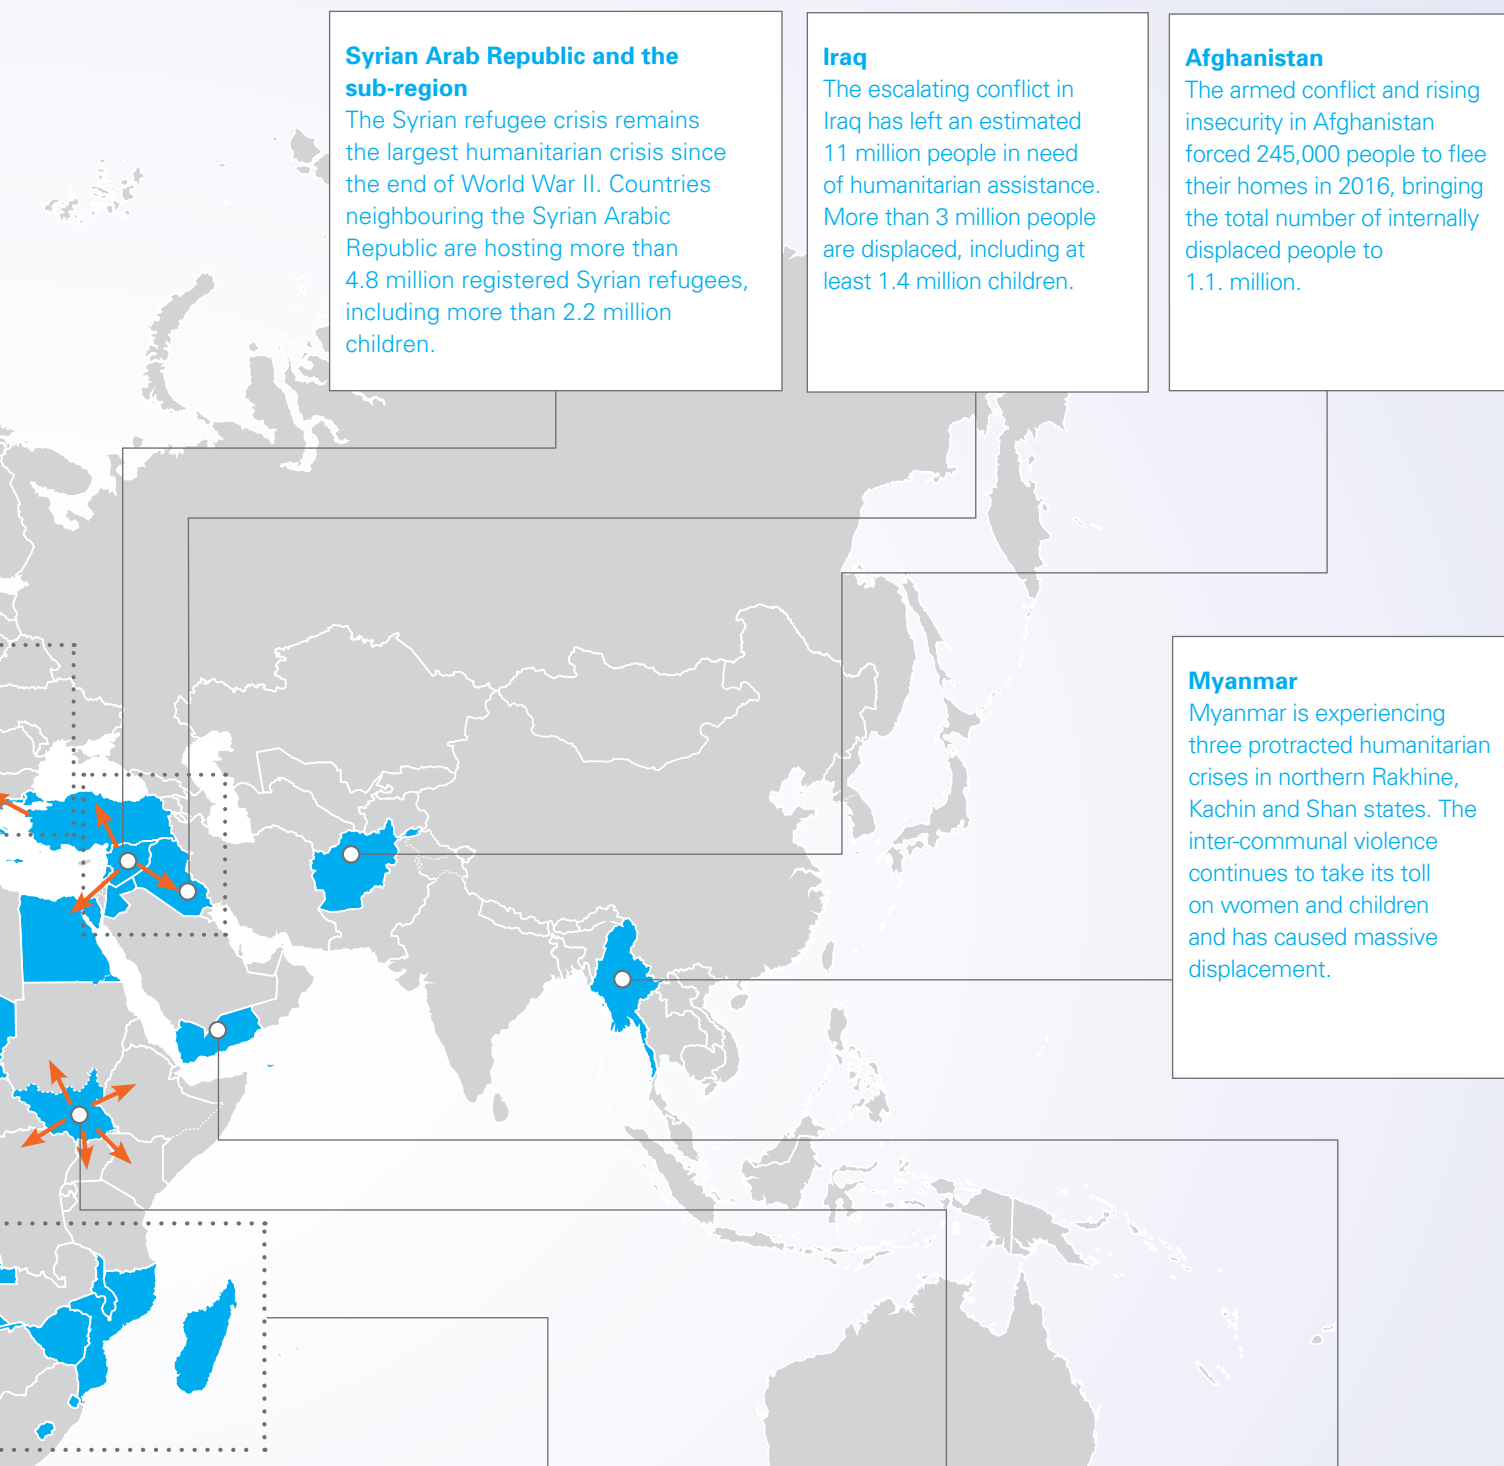 Syrian Arab Republic and the
sub-region
The Syrian refugee crisis remains
the largest humanitarian crisis since
the end of World War II. Countries
neighbouring the Syrian Arabic
Republic are hosting more than
4.8 million registered Syrian refugees,
including more than 2.2 million
children.
Iraq
The escalating conflict in
Iraq has left an estimated
11 million people in need
of humanitarian assistance.
More than 3 million people
are displaced, including at
least 1.4 million children.
Afghanistan
The armed conflict and rising
insecurity in Afghanistan
forced 245,000 people to flee
their homes in 2016, bringing
the total number of internally
displaced people to
1.1. million.
Myanmar
Myanmar is experiencing
three protracted humanitarian
crises in northern Rakhine,
Kachin and Shan states. The
inter-communal violence
continues to take its toll
on women and children
and has caused massive
displacement.